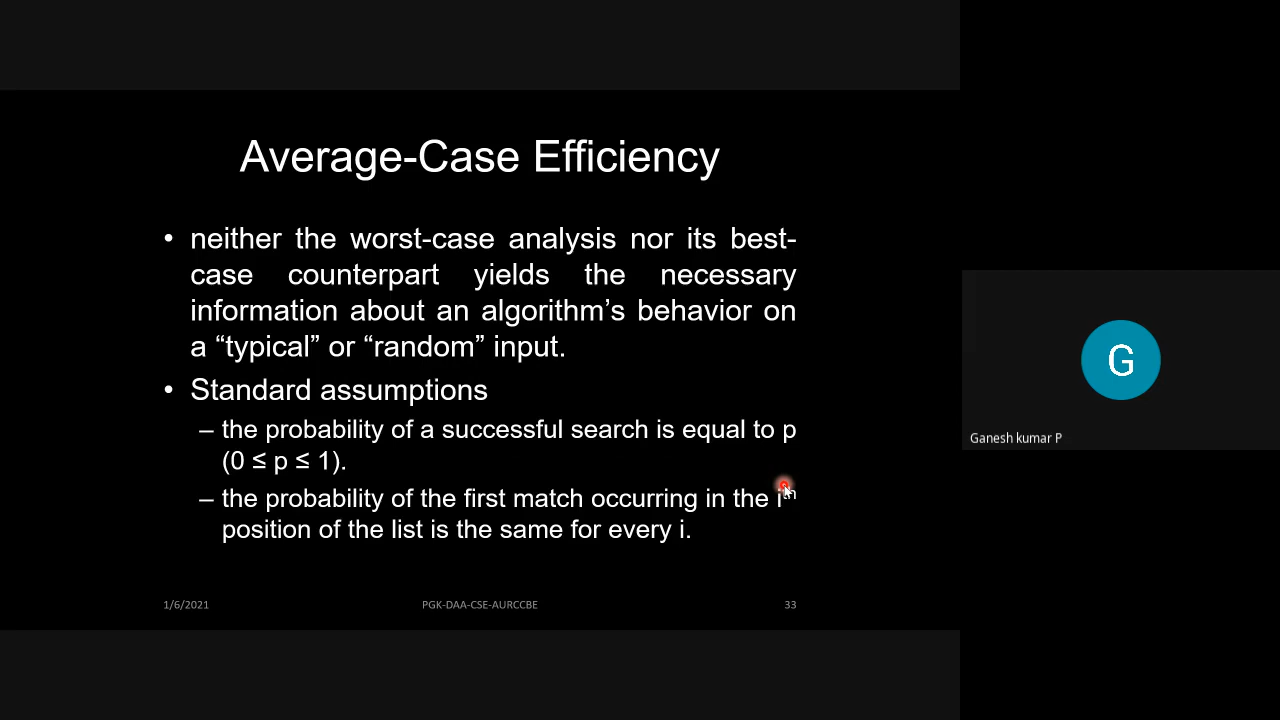 Average-Case Efficiency
• neither the worst-case analysis nor its best-
case counterpart yields the necessary
information about an algorithm’s behavior on
a “typical” or “random” input.
• Standard assumptions
– the probability of a successful search is equal to p
(0 ≤ p ≤ 1).
– the probability of the first match occurring in the ith
position of the list is the same for every i.
1/6/2021 PGK-DAA-CSE-AURCCBE 33
G
Ganesh kumar P